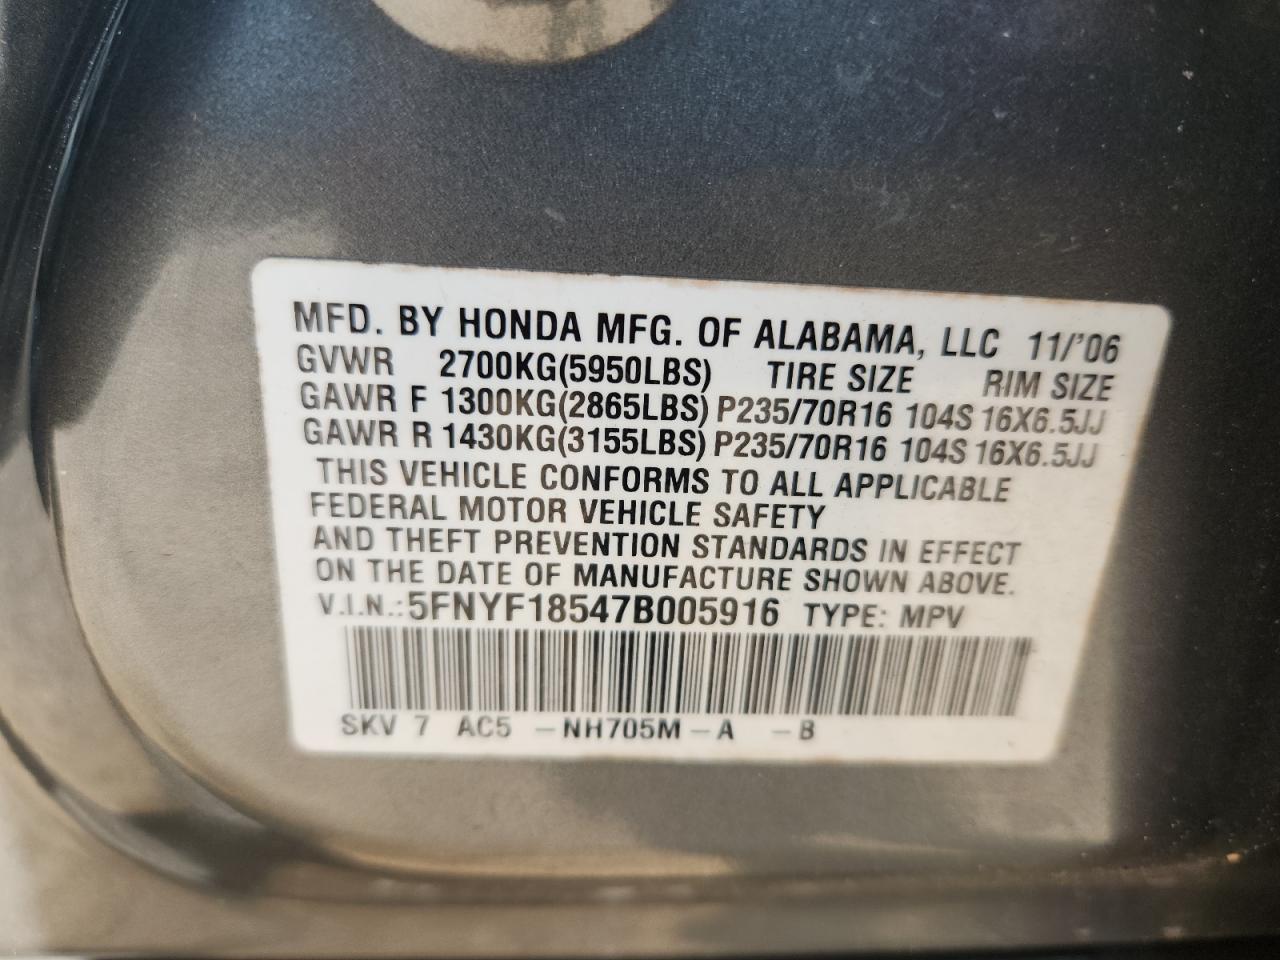 MFD. BY HONDA MFG. OF ALABAMA, LLC 11/'06
GVWR 2700KG(5950LBS) TIRE SIZE RIM SIZE
GAWR F 1300KG(2865LBS) P235/70R16 104S 16X6.5JJ
GAWR R 1430KG(3155LBS) P235/70R16 104S 16X6.5JJ
THIS VEHICLE CONFORMS TO ALL APPLICABLE
FEDERAL MOTOR VEHICLE SAFETY
AND THEFT PREVENTION STANDARDS IN EFFECT
ON THE DATE OF MANUFACTURE SHOWN ABOVE.
V.I.N.:5FNYF18547B005916 TYPE: MPV
SKV 7 AC5 -NH705M-A -B